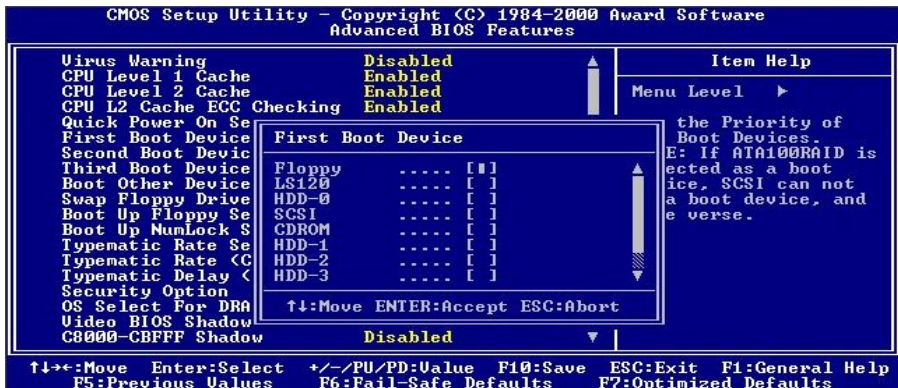 CMOS Setup Utility - Copyright (C) 1984-2000 Award Software
Advanced BIOS Features
Virus Warning Disabled
CPU Level 1 Cache Enabled
CPU Level 2 Cache Enabled
CPU L2 Cache ECC Checking Enabled
Quick Power On Se
First Boot Device
Second Boot Devic
Third Boot Device
Boot Other Device
Swap Floppy Drive
Boot Up Floppy Se
Boot Up NumLock S
Typematic Rate Se
Typematic Rate (C
Typematic Delay (
Security Option
OS Select For DRA
Video BIOS Shadow
C8000-CBFFF Shadow Disabled
First Boot Device
Floppy ..... [▮]
LS120 ..... [ ]
HDD-0 ..... [ ]
SCSI ..... [ ]
CDROM ..... [ ]
HDD-1 ..... [ ]
HDD-2 ..... [ ]
HDD-3 ..... [ ]
↑↓:Move ENTER:Accept ESC:Abort
Item Help
Menu Level ▶
the Priority of
Boot Devices.
E: If ATA100RAID is
ected as a boot
ice, SCSI can not
a boot device, and
e verse.
↑↓→←:Move Enter:Select +/-/PU/PD:Value F10:Save ESC:Exit F1:General Help
F5:Previous Values F6:Fail-Safe Defaults F7:Optimized Defaults